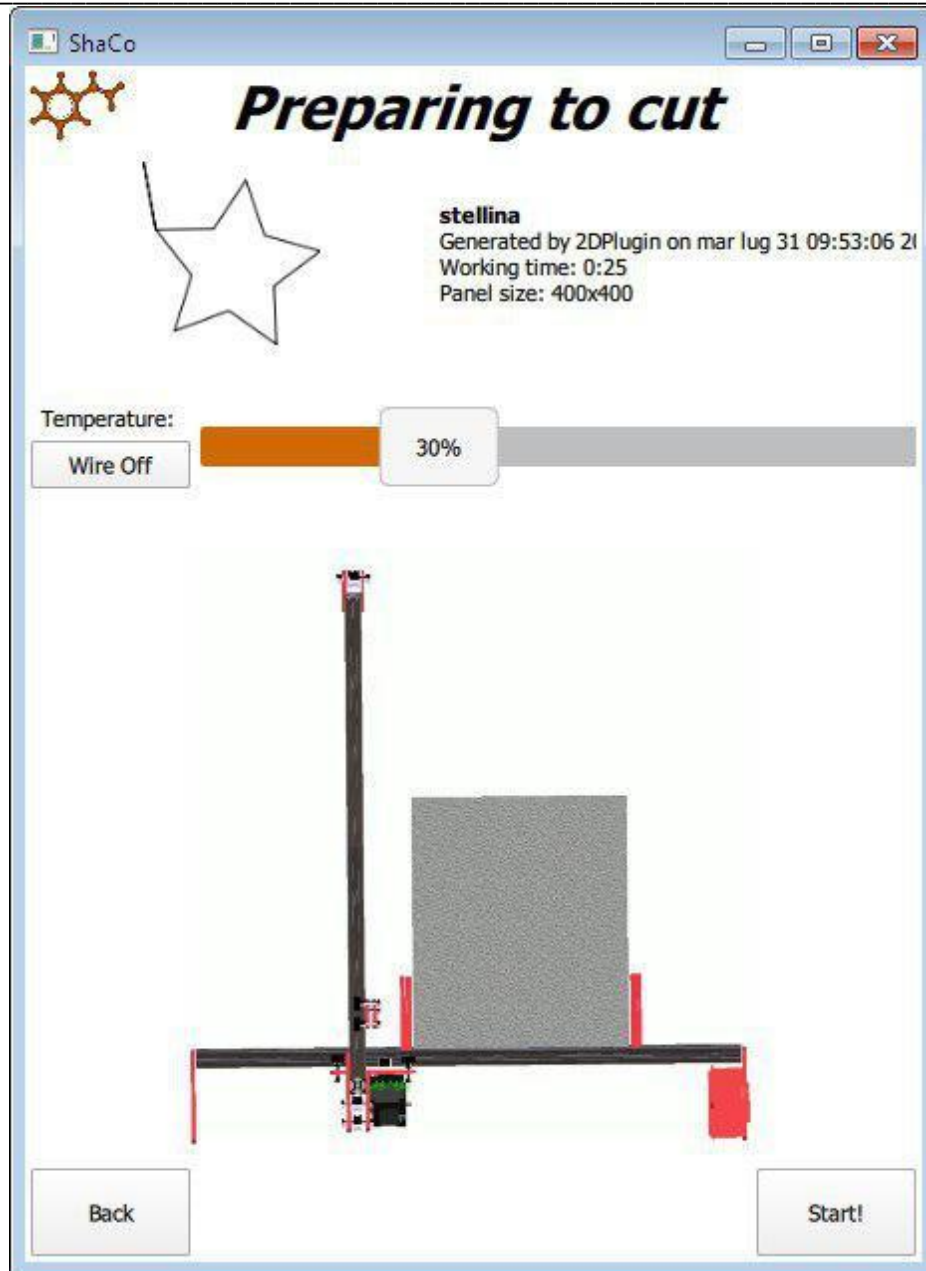 ShaCo
Preparing to cut
stellina
Generated by 2DPlugin on mar lug 31 09:53:06 20
Working time: 0:25
Panel size: 400x400
Temperature:
Wire Off
30%
Back
Start!